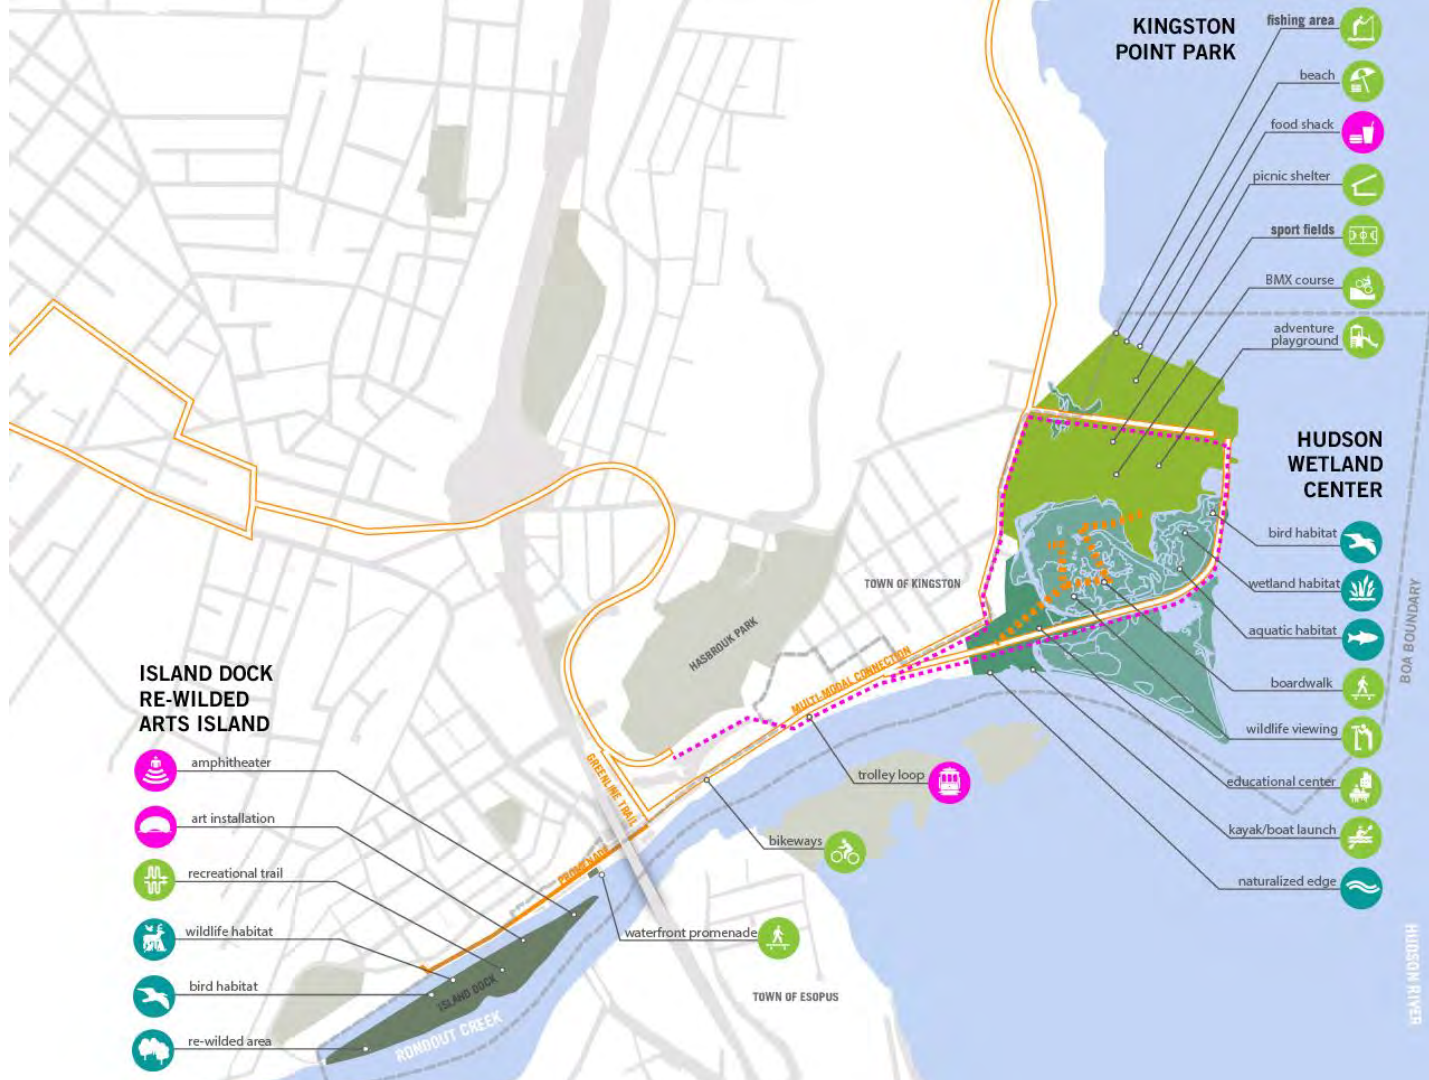 KINGSTON
POINT PARK
fishing area
beach
food shack
picnic shelter
sport fields
BMX course
adventure
playground
HUDSON
WETLAND
CENTER
bird habitat
wetland habitat
aquatic habitat
boardwalk
wildlife viewing
educational center
kayak/boat launch
naturalized edge
BOA BOUNDARY
HUDSON RIVER
TOWN OF KINGSTON
HASBROUK PARK
MULTI-MODAL CONNECTION
GREENLINE TRAIL
PROMENADE
trolley loop
bikeways
waterfront promenade
TOWN OF ESOPUS
ISLAND DOCK
RE-WILDED
ARTS ISLAND
amphitheater
art installation
recreational trail
wildlife habitat
bird habitat
re-wilded area
ISLAND DOCK
RONDOUT CREEK